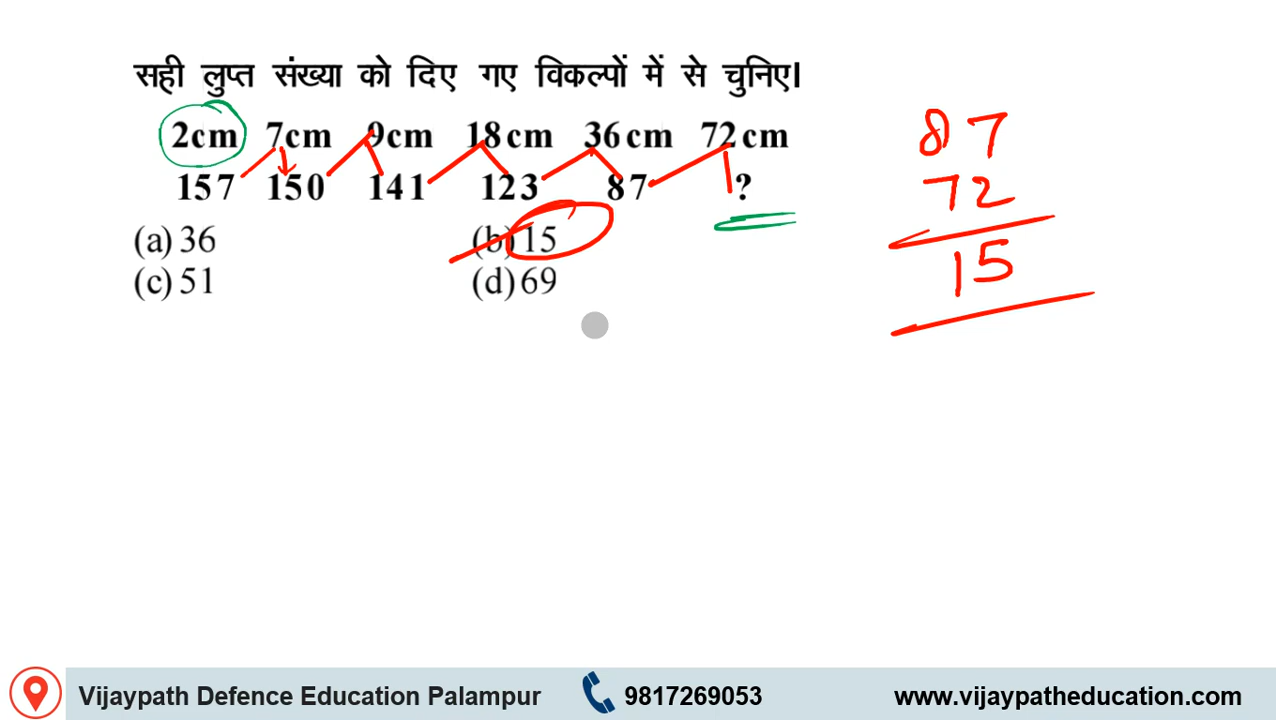 सही लुप्त संख्या को दिए गए विकल्पों में से चुनिए।
2cm 7cm 9cm 18cm 36cm 72cm
157 150 141 123 87 ?
(a) 36 (b) 15
(c) 51 (d) 69
87
72
15
Vijaypath Defence Education Palampur 9817269053 www.vijaypatheducation.com